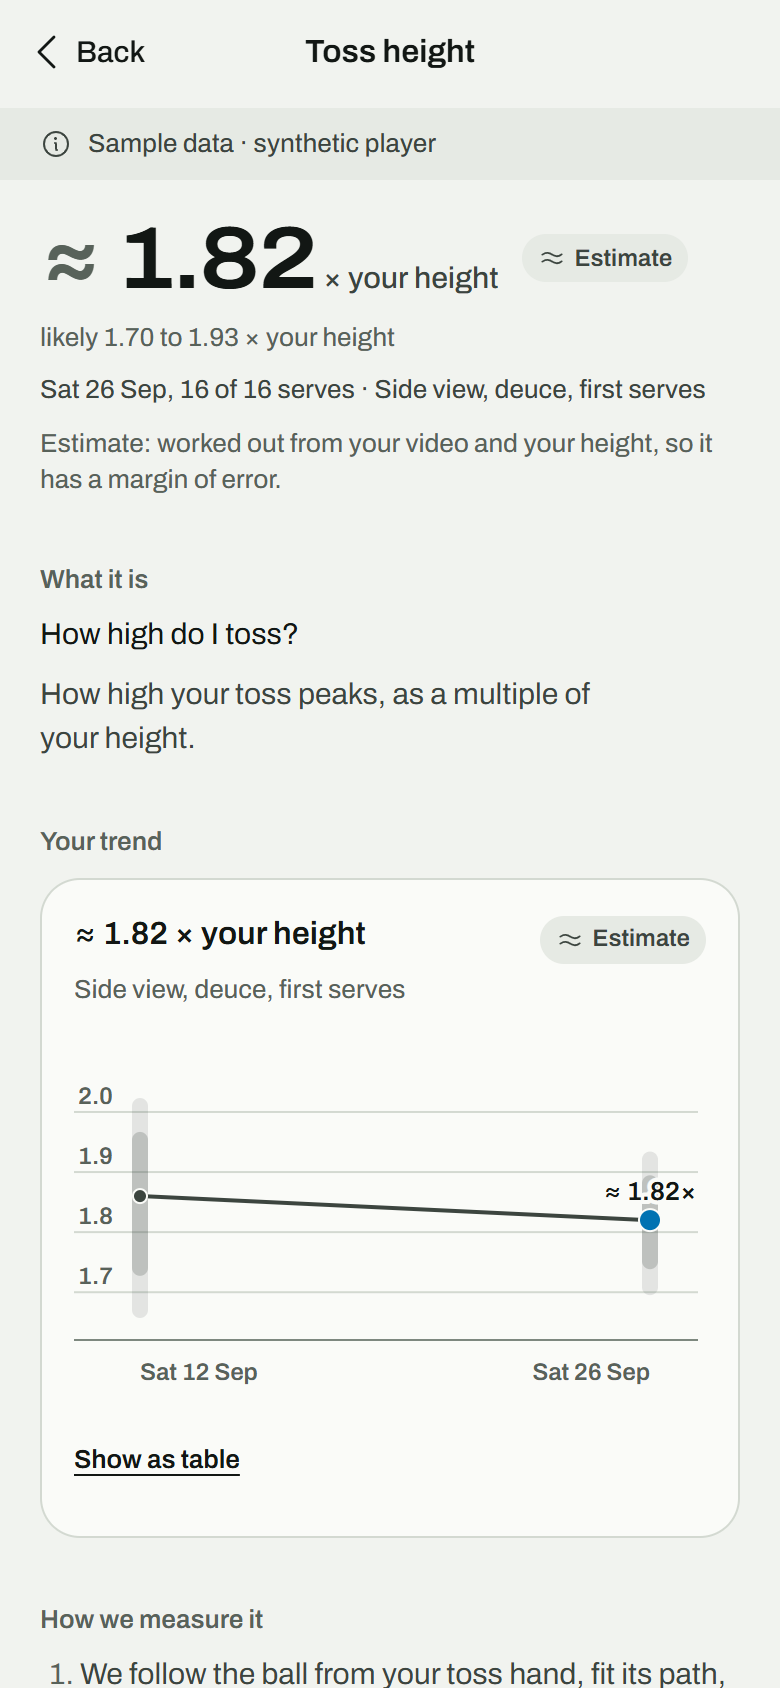 Back
Toss height
Sample data · synthetic player
≈ 1.82 × your height
≈ Estimate
likely 1.70 to 1.93 × your height
Sat 26 Sep, 16 of 16 serves · Side view, deuce, first serves
Estimate: worked out from your video and your height, so it
has a margin of error.
What it is
How high do I toss?
How high your toss peaks, as a multiple of
your height.
Your trend
≈ 1.82 × your height
≈ Estimate
Side view, deuce, first serves
2.0
1.9
≈ 1.82×
1.8
1.7
Sat 12 Sep
Sat 26 Sep
Show as table
How we measure it
1. We follow the ball from your toss hand, fit its path,